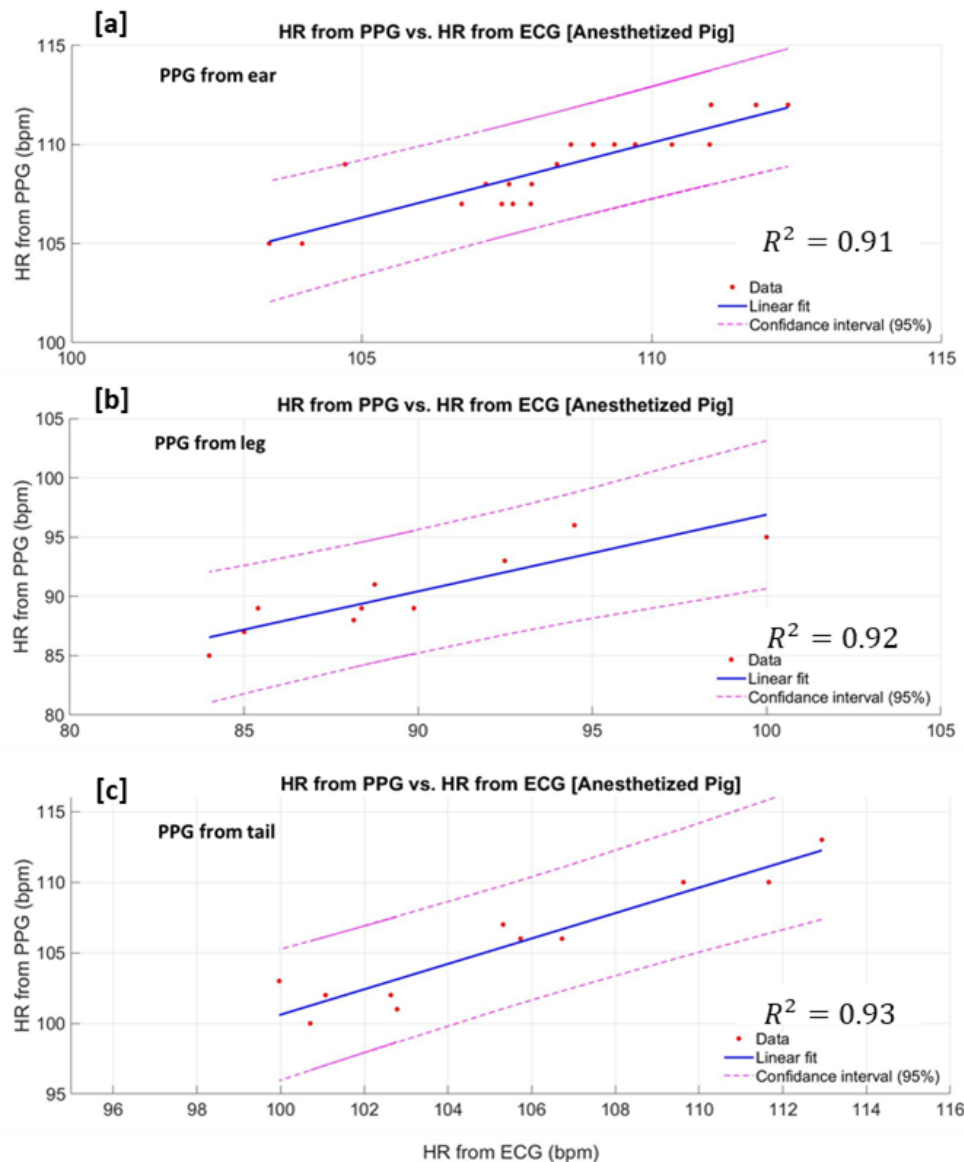 [a]
HR from PPG vs. HR from ECG [Anesthetized Pig]
PPG from ear
115
110
105
100
HR from PPG (bpm)
R² = 0.91
Data
Linear fit
Confidance interval (95%)
100 105 110 115
[b]
HR from PPG vs. HR from ECG [Anesthetized Pig]
PPG from leg
105
100
95
90
85
80
HR from PPG (bpm)
R² = 0.92
Data
Linear fit
Confidance interval (95%)
80 85 90 95 100 105
[c]
HR from PPG vs. HR from ECG [Anesthetized Pig]
PPG from tail
115
110
105
100
95
HR from PPG (bpm)
R² = 0.93
Data
Linear fit
Confidance interval (95%)
96 98 100 102 104 106 108 110 112 114 116
HR from ECG (bpm)